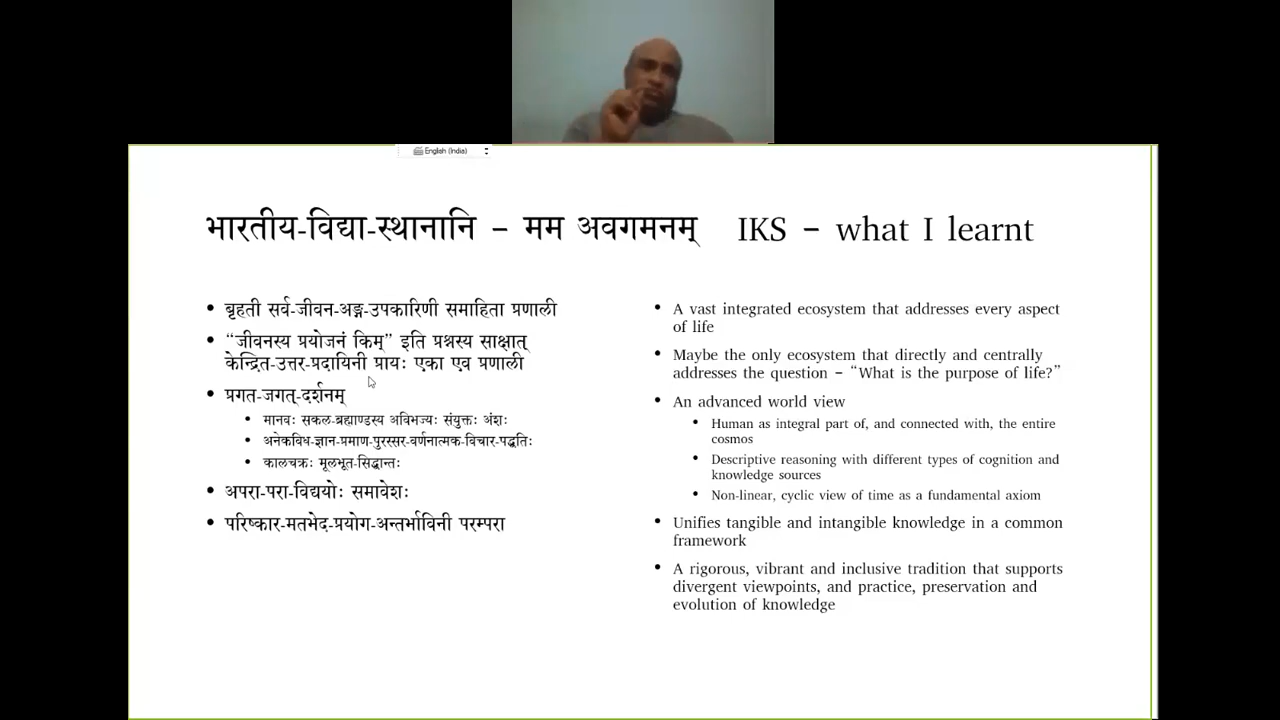 English (India)
भारतीय-विद्या-स्थानानि – मम अवगमनम् IKS – what I learnt
• बृहती सर्व-जीवन-अङ्ग-उपकारिणी समाहिता प्रणाली
• “जीवनस्य प्रयोजनं किम्” इति प्रश्नस्य साक्षात्
केन्द्रित-उत्तर-प्रदायिनी प्रायः एका एव प्रणाली
• प्रगत-जगत्-दर्शनम्
• मानवः सकल-ब्रह्माण्डस्य अविभज्यः संयुक्तः अंशः
• अनेकविध-ज्ञान-प्रमाण-पुरस्सर-वर्णनात्मक-विचार-पद्धतिः
• कालचक्रः मूलभूत-सिद्धान्तः
• अपरा-परा-विद्ययोः समावेशः
• परिष्कार-मतभेद-प्रयोग-अन्तर्भाविनी परम्परा
• A vast integrated ecosystem that addresses every aspect
of life
• Maybe the only ecosystem that directly and centrally
addresses the question – “What is the purpose of life?”
• An advanced world view
• Human as integral part of, and connected with, the entire
cosmos
• Descriptive reasoning with different types of cognition and
knowledge sources
• Non-linear, cyclic view of time as a fundamental axiom
• Unifies tangible and intangible knowledge in a common
framework
• A rigorous, vibrant and inclusive tradition that supports
divergent viewpoints, and practice, preservation and
evolution of knowledge